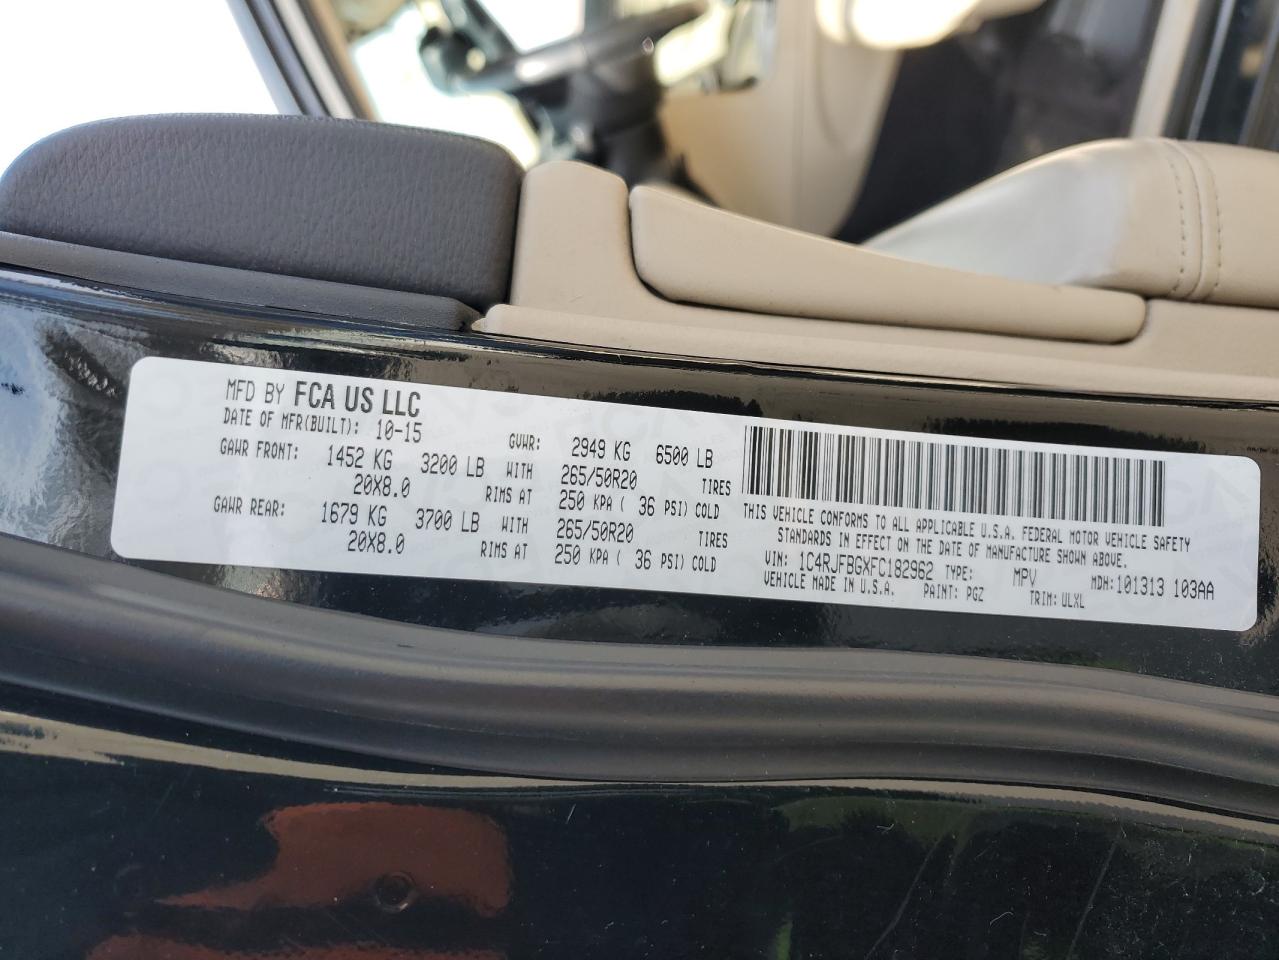 MFD BY FCA US LLC
DATE OF MFR(BUILT): 10-15 GVWR: 2949 KG 6500 LB
GAWR FRONT: 1452 KG 3200 LB WITH 265/50R20 TIRES
20X8.0 RIMS AT 250 KPA ( 36 PSI) COLD
GAWR REAR: 1679 KG 3700 LB WITH 265/50R20 TIRES
20X8.0 RIMS AT 250 KPA ( 36 PSI) COLD
THIS VEHICLE CONFORMS TO ALL APPLICABLE U.S.A. FEDERAL MOTOR VEHICLE SAFETY
STANDARDS IN EFFECT ON THE DATE OF MANUFACTURE SHOWN ABOVE.
VIN: 1C4RJFBGXFC182962 TYPE: MPV MDH:101313 103AA
VEHICLE MADE IN U.S.A. PAINT: PGZ TRIM: ULXL